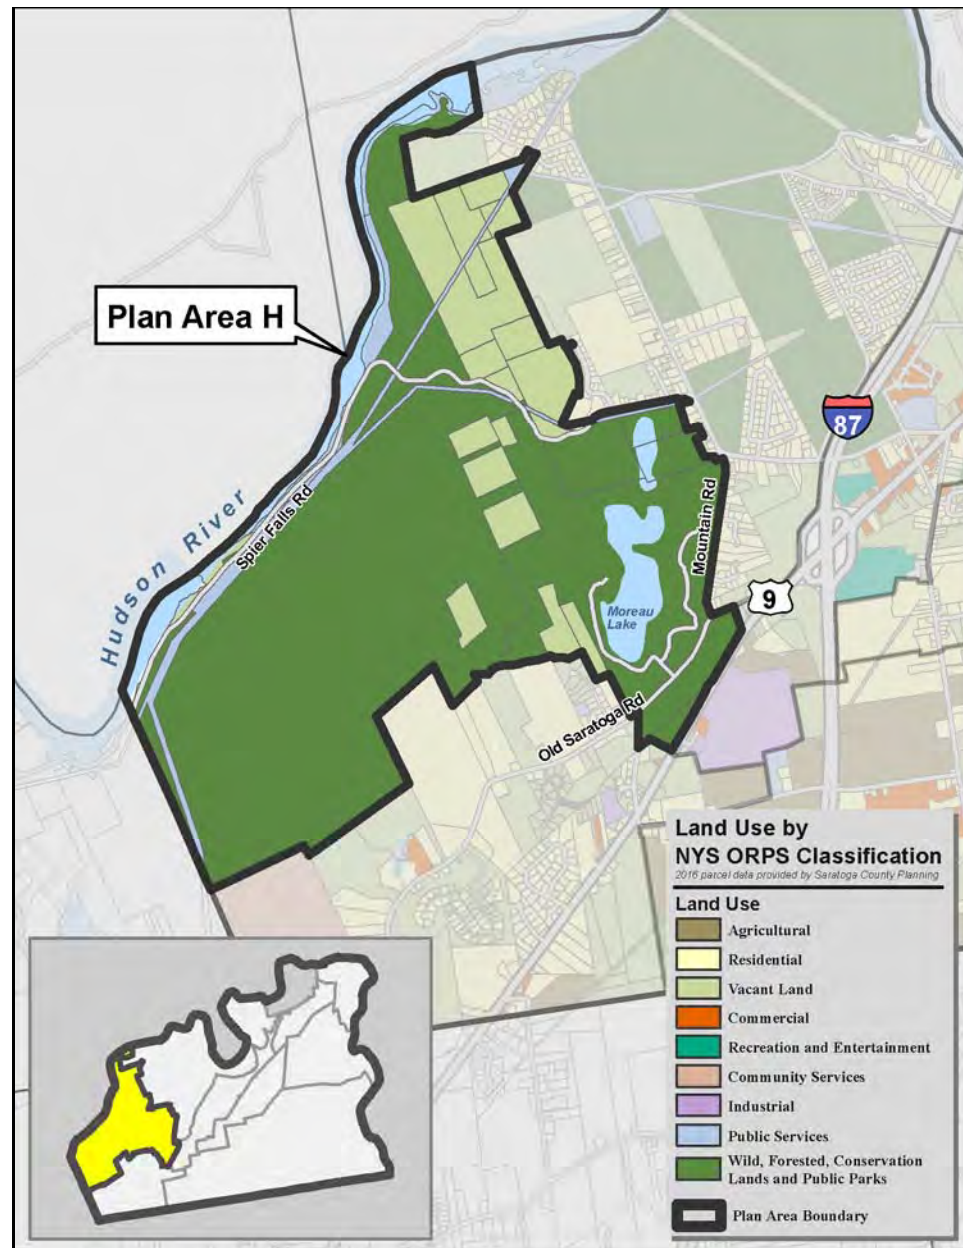 Plan Area H
87
Hudson River
Spier Falls Rd
Mountain Rd
9
Moreau
Lake
Old Saratoga Rd
Land Use by
NYS ORPS Classification
2016 parcel data provided by Saratoga County Planning
Land Use
Agricultural
Residential
Vacant Land
Commercial
Recreation and Entertainment
Community Services
Industrial
Public Services
Wild, Forested, Conservation
Lands and Public Parks
Plan Area Boundary